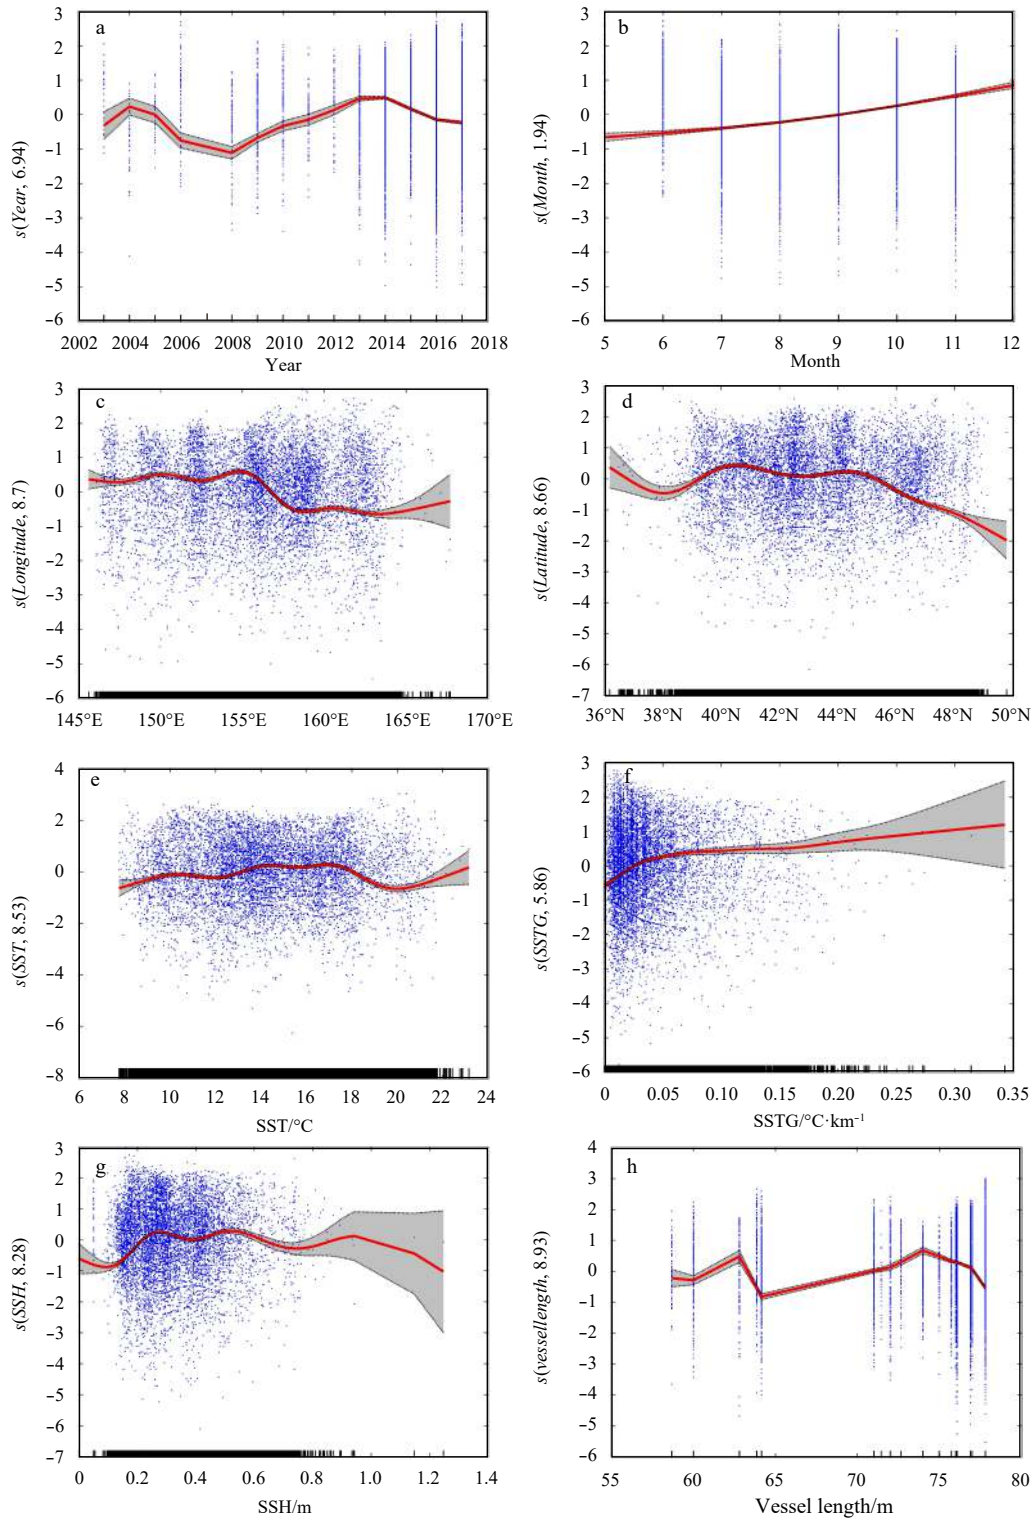 a
3
2
1
0
−1
−2
−3
−4
−5
−6
s(Year, 6.94)
2002 2004 2006 2008 2010 2012 2014 2016 2018
Year
b
3
2
1
0
−1
−2
−3
−4
−5
−6
s(Month, 1.94)
5 6 7 8 9 10 11 12
Month
c
3
2
1
0
−1
−2
−3
−4
−5
−6
s(Longitude, 8.7)
145°E 150°E 155°E 160°E 165°E 170°E
d
3
2
1
0
−1
−2
−3
−4
−5
−6
−7
s(Latitude, 8.66)
36°N 38°N 40°N 42°N 44°N 46°N 48°N 50°N
e
4
2
0
−2
−4
−6
−8
s(SST, 8.53)
6 8 10 12 14 16 18 20 22 24
SST/°C
f
3
2
1
0
−1
−2
−3
−4
−5
−6
s(SSTG, 5.86)
0 0.05 0.10 0.15 0.20 0.25 0.30 0.35
SSTG/°C·km⁻¹
g
3
2
1
0
−1
−2
−3
−4
−5
−6
−7
s(SSH, 8.28)
0 0.2 0.4 0.6 0.8 1.0 1.2 1.4
SSH/m
h
4
3
2
1
0
−1
−2
−3
−4
−5
−6
s(vessellength, 8.93)
55 60 65 70 75 80
Vessel length/m